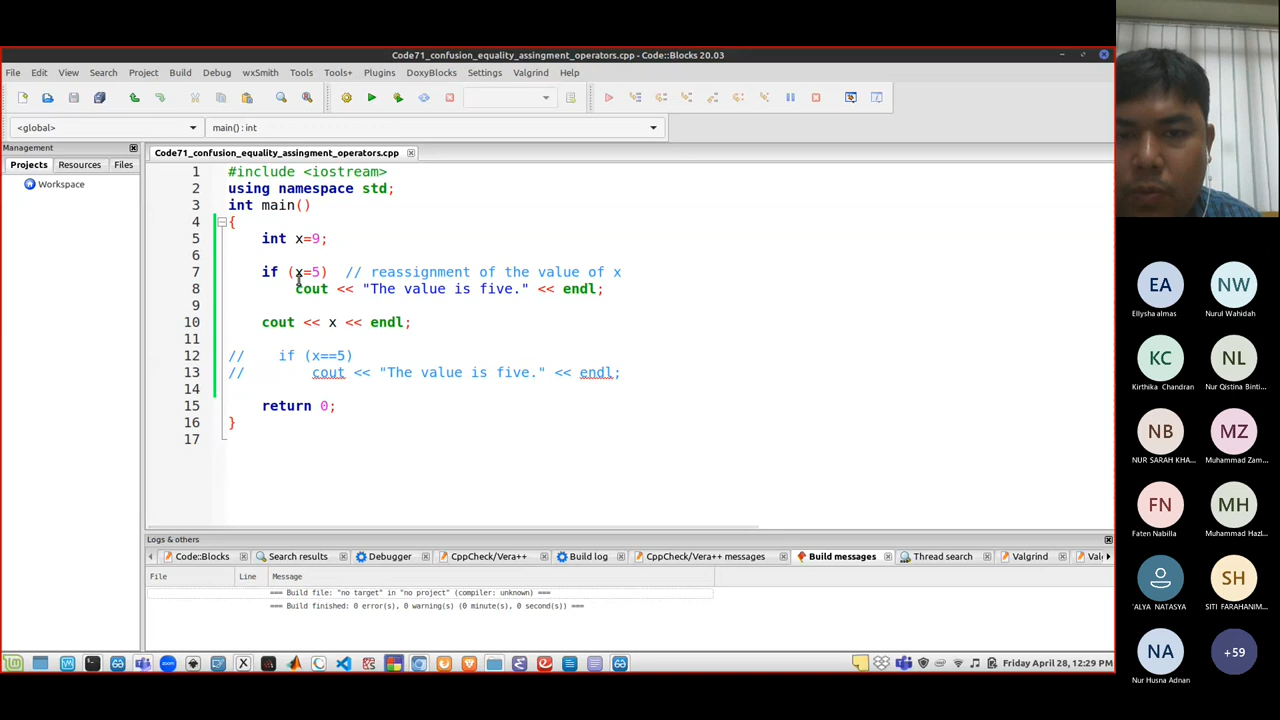 Code71_confusion_equality_assingment_operators.cpp - Code::Blocks 20.03
File Edit View Search Project Build Debug wxSmith Tools Tools+ Plugins DoxyBlocks Settings Valgrind Help
<global> main() : int
Management
Projects Resources Files
Workspace
Code71_confusion_equality_assingment_operators.cpp
1 #include <iostream>
2 using namespace std;
3 int main()
4 {
5 int x=9;
6
7 if (x=5) // reassignment of the value of x
8 cout << "The value is five." << endl;
9
10 cout << x << endl;
11
12 // if (x==5)
13 // cout << "The value is five." << endl;
14
15 return 0;
16 }
17
Logs & others
Code::Blocks Search results Debugger CppCheck/Vera++ Build log CppCheck/Vera++ messages Build messages Thread search Valgrind Val
File Line Message
=== Build file: "no target" in "no project" (compiler: unknown) ===
=== Build finished: 0 error(s), 0 warning(s) (0 minute(s), 0 second(s)) ===
zoom
Friday April 28, 12:29 PM
EA NW
Ellysha almas Nurul Wahidah
KC NL
Kirthika Chandran Nur Qistina Binti...
NB MZ
NUR SARAH KHA... Muhammad Zam...
FN MH
Faten Nabilla Muhammad Hazi...
SH
'ALYA NATASYA SITI FARAHANIM...
NA +59
Nur Husna Adnan